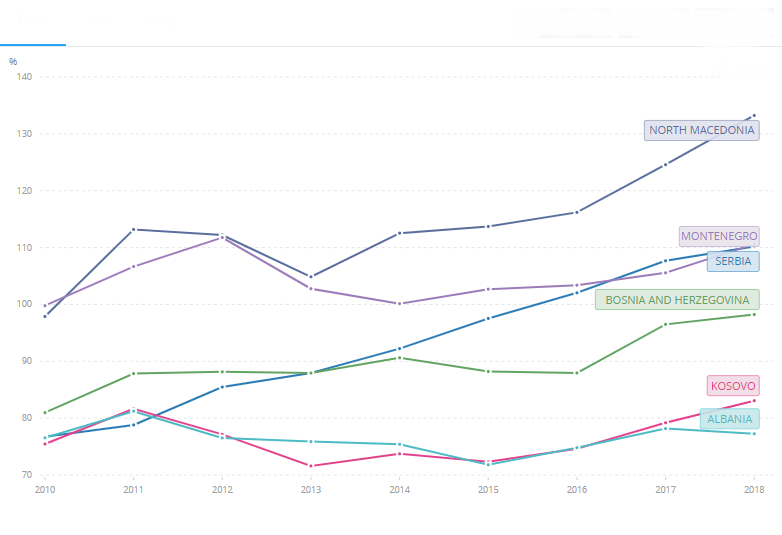 %
140
130
120
110
100
90
80
70
NORTH MACEDONIA
MONTENEGRO
SERBIA
BOSNIA AND HERZEGOVINA
KOSOVO
ALBANIA
2010 2011 2012 2013 2014 2015 2016 2017 2018